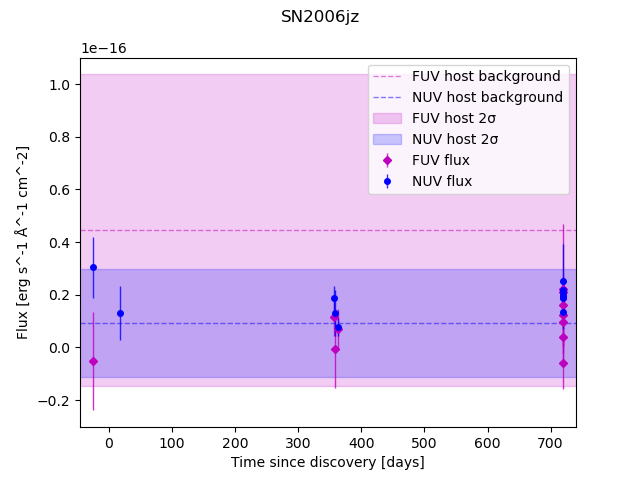 SN2006jz
1e−16
FUV host background
NUV host background
FUV host 2σ
NUV host 2σ
FUV flux
NUV flux
Flux [erg s^-1 Å^-1 cm^-2]
1.0
0.8
0.6
0.4
0.2
0.0
−0.2
0 100 200 300 400 500 600 700
Time since discovery [days]